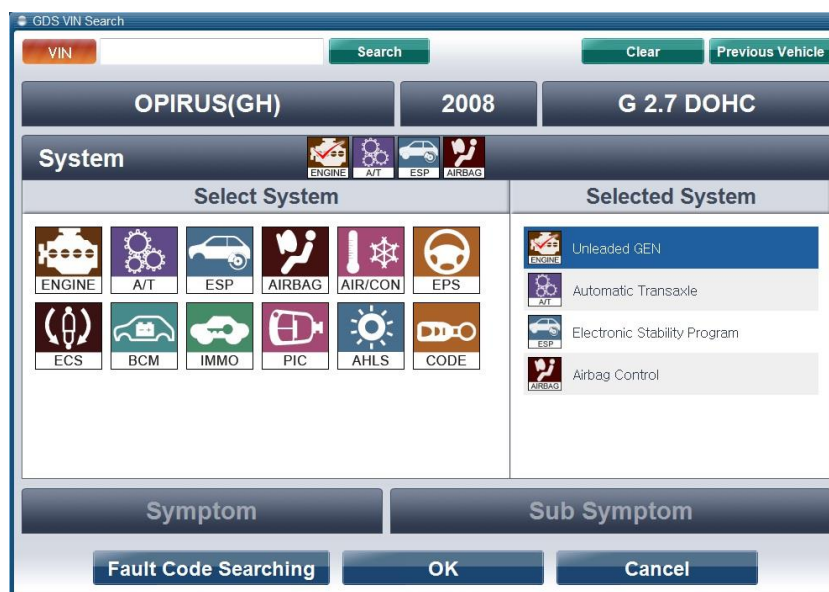 GDS VIN Search
VIN Search Clear Previous Vehicle
OPIRUS(GH) 2008 G 2.7 DOHC
System ENGINE A/T ESP AIRBAG
Select System Selected System
ENGINE A/T ESP AIRBAG AIR/CON EPS
ECS BCM IMMO PIC AHLS CODE
ENGINE Unleaded GEN
A/T Automatic Transaxle
ESP Electronic Stability Program
AIRBAG Airbag Control
Symptom Sub Symptom
Fault Code Searching OK Cancel